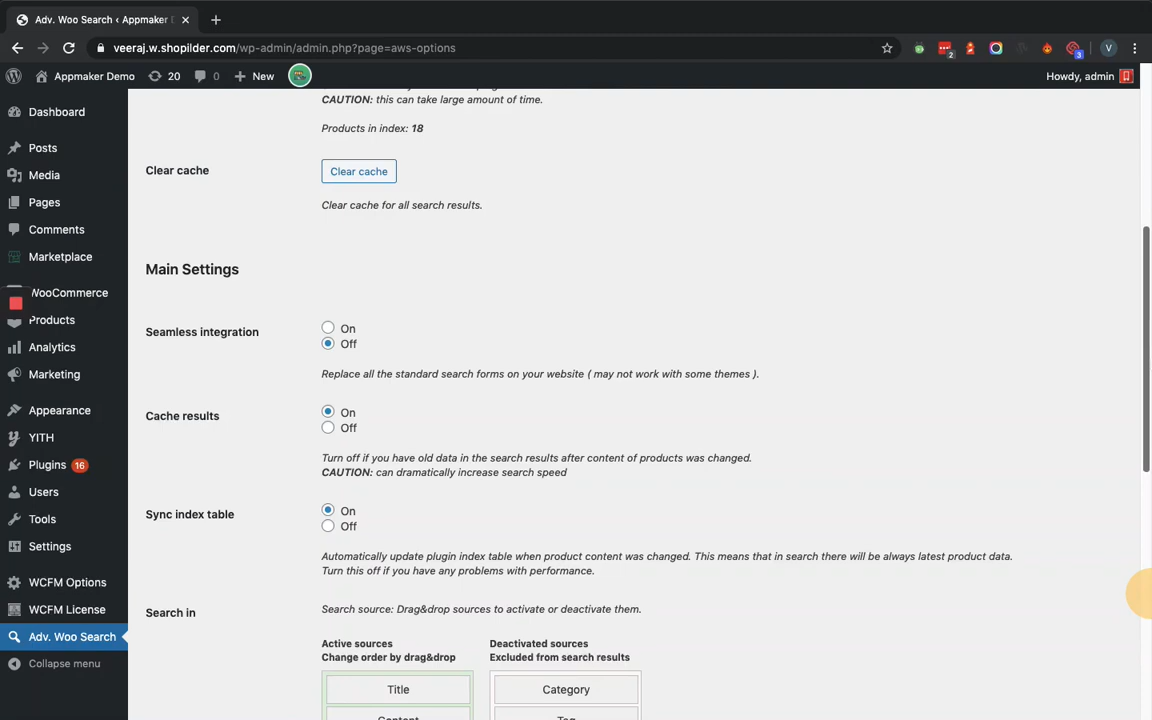 Adv. Woo Search ‹ Appmaker D
veeraj.w.shopilder.com/wp-admin/admin.php?page=aws-options
2
3
V
Appmaker Demo
20
0
New
Howdy, admin
Dashboard
Posts
Media
Pages
Comments
Marketplace
WooCommerce
Products
Analytics
Marketing
Appearance
YITH
Plugins 16
Users
Tools
Settings
WCFM Options
WCFM License
Adv. Woo Search
Collapse menu
CAUTION: this can take large amount of time.
Products in index: 18
Clear cache
Clear cache
Clear cache for all search results.
Main Settings
Seamless integration
On
Off
Replace all the standard search forms on your website ( may not work with some themes ).
Cache results
On
Off
Turn off if you have old data in the search results after content of products was changed.
CAUTION: can dramatically increase search speed
Sync index table
On
Off
Automatically update plugin index table when product content was changed. This means that in search there will be always latest product data.
Turn this off if you have any problems with performance.
Search in
Search source: Drag&drop sources to activate or deactivate them.
Active sources
Change order by drag&drop
Title
Content
Deactivated sources
Excluded from search results
Category
Tag